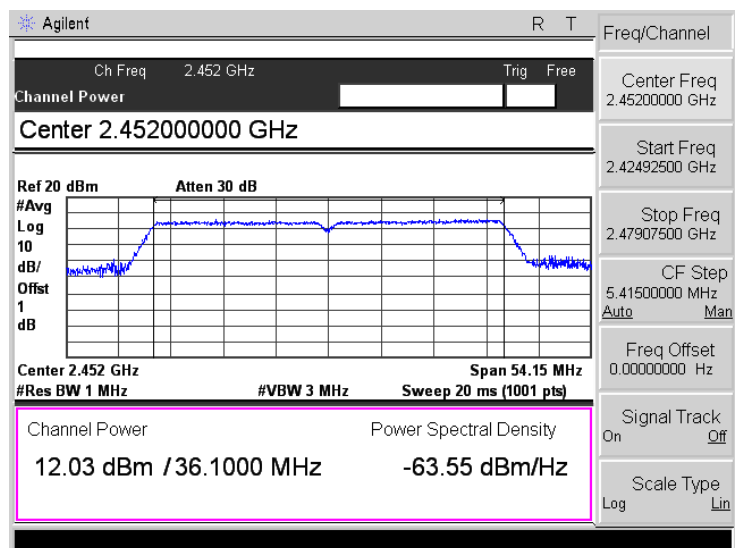 Agilent R T
Ch Freq 2.452 GHz Trig Free
Channel Power
Center 2.452000000 GHz
Ref 20 dBm Atten 30 dB
#Avg
Log
10
dB/
Offst
1
dB
Center 2.452 GHz Span 54.15 MHz
#Res BW 1 MHz #VBW 3 MHz Sweep 20 ms (1001 pts)
Channel Power Power Spectral Density
12.03 dBm / 36.1000 MHz -63.55 dBm/Hz
Freq/Channel
Center Freq
2.45200000 GHz
Start Freq
2.42492500 GHz
Stop Freq
2.47907500 GHz
CF Step
5.41500000 MHz
Auto Man
Freq Offset
0.00000000 Hz
Signal Track
On Off
Scale Type
Log Lin